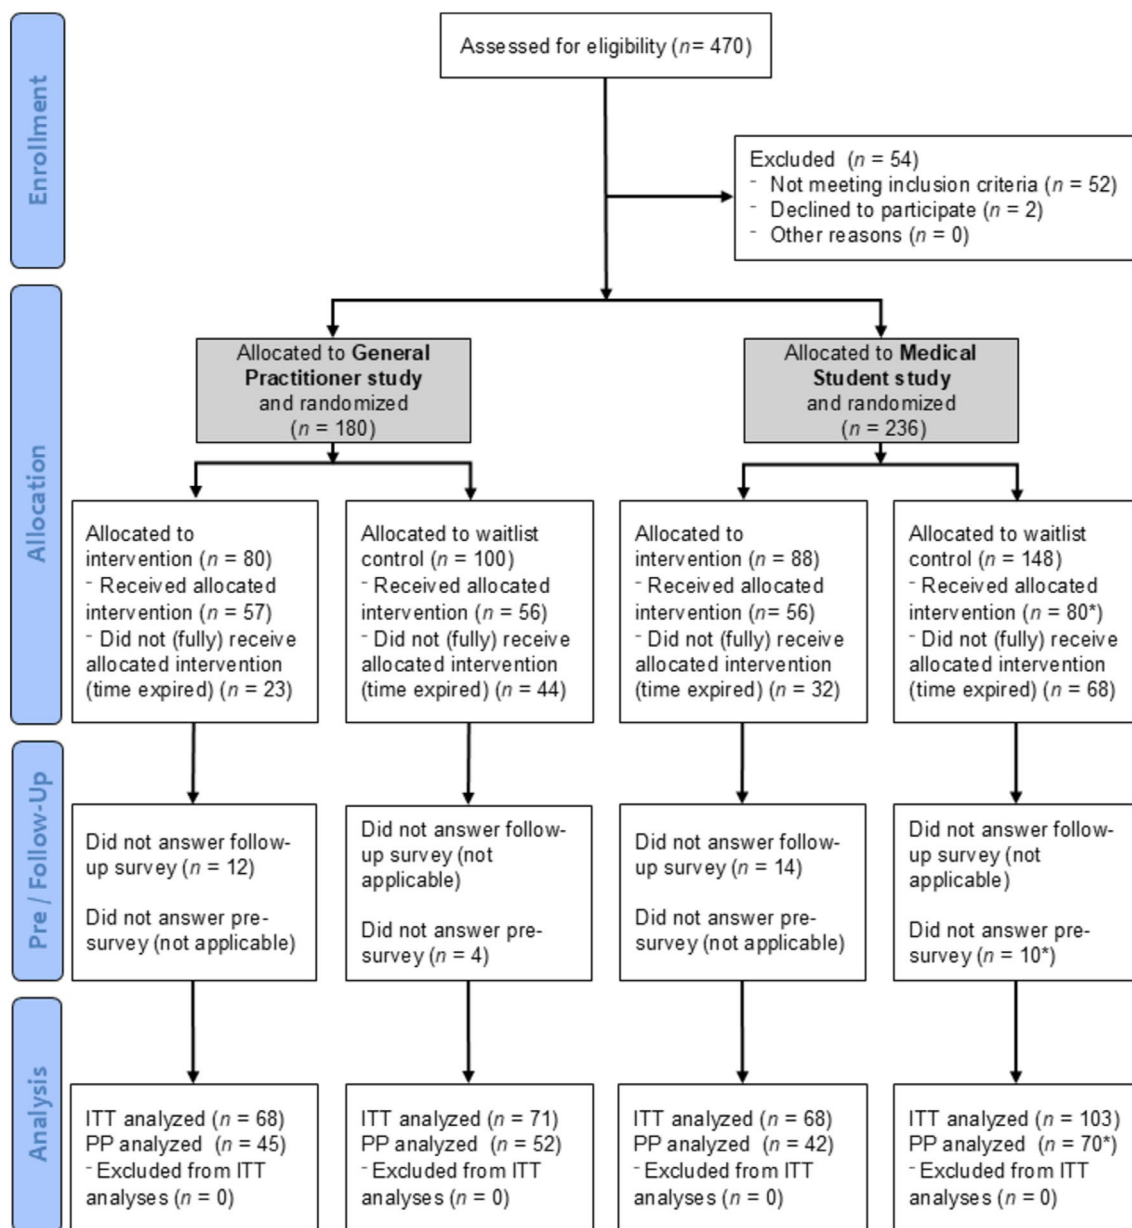 Enrollment
Assessed for eligibility (n = 470)
Excluded (n = 54)
- Not meeting inclusion criteria (n = 52)
- Declined to participate (n = 2)
- Other reasons (n = 0)
Allocation
Allocated to General
Practitioner study
and randomized
(n = 180)
Allocated to Medical
Student study
and randomized
(n = 236)
Allocated to
intervention (n = 80)
- Received allocated
intervention (n = 57)
- Did not (fully) receive
allocated intervention
(time expired) (n = 23)
Allocated to waitlist
control (n = 100)
- Received allocated
intervention (n = 56)
- Did not (fully) receive
allocated intervention
(time expired) (n = 44)
Allocated to
intervention (n = 88)
- Received allocated
intervention (n= 56)
- Did not (fully) receive
allocated intervention
(time expired) (n = 32)
Allocated to waitlist
control (n = 148)
- Received allocated
intervention (n = 80*)
- Did not (fully) receive
allocated intervention
(time expired) (n = 68)
Pre / Follow-Up
Did not answer follow-
up survey (n = 12)
Did not answer pre-
survey (not applicable)
Did not answer follow-
up survey (not
applicable)
Did not answer pre-
survey (n = 4)
Did not answer follow-
up survey (n = 14)
Did not answer pre-
survey (not applicable)
Did not answer follow-
up survey (not
applicable)
Did not answer pre-
survey (n = 10*)
Analysis
ITT analyzed (n = 68)
PP analyzed (n = 45)
- Excluded from ITT
analyses (n = 0)
ITT analyzed (n = 71)
PP analyzed (n = 52)
- Excluded from ITT
analyses (n = 0)
ITT analyzed (n = 68)
PP analyzed (n = 42)
- Excluded from ITT
analyses (n = 0)
ITT analyzed (n = 103)
PP analyzed (n = 70*)
- Excluded from ITT
analyses (n = 0)